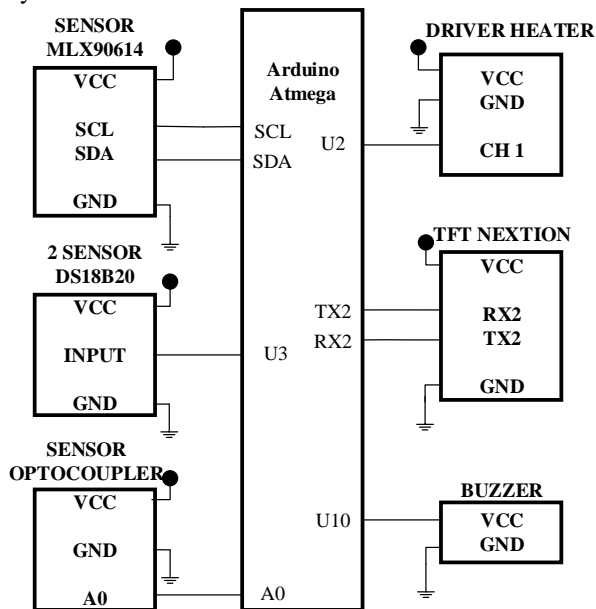 SENSOR
MLX90614
VCC
SCL
SDA
GND
2 SENSOR
DS18B20
VCC
INPUT
GND
SENSOR
OPTOCOUPLER
VCC
GND
A0
Arduino
Atmega
SCL
SDA
U3
A0
U2
TX2
RX2
U10
DRIVER HEATER
VCC
GND
CH 1
TFT NEXTION
VCC
RX2
TX2
GND
BUZZER
VCC
GND